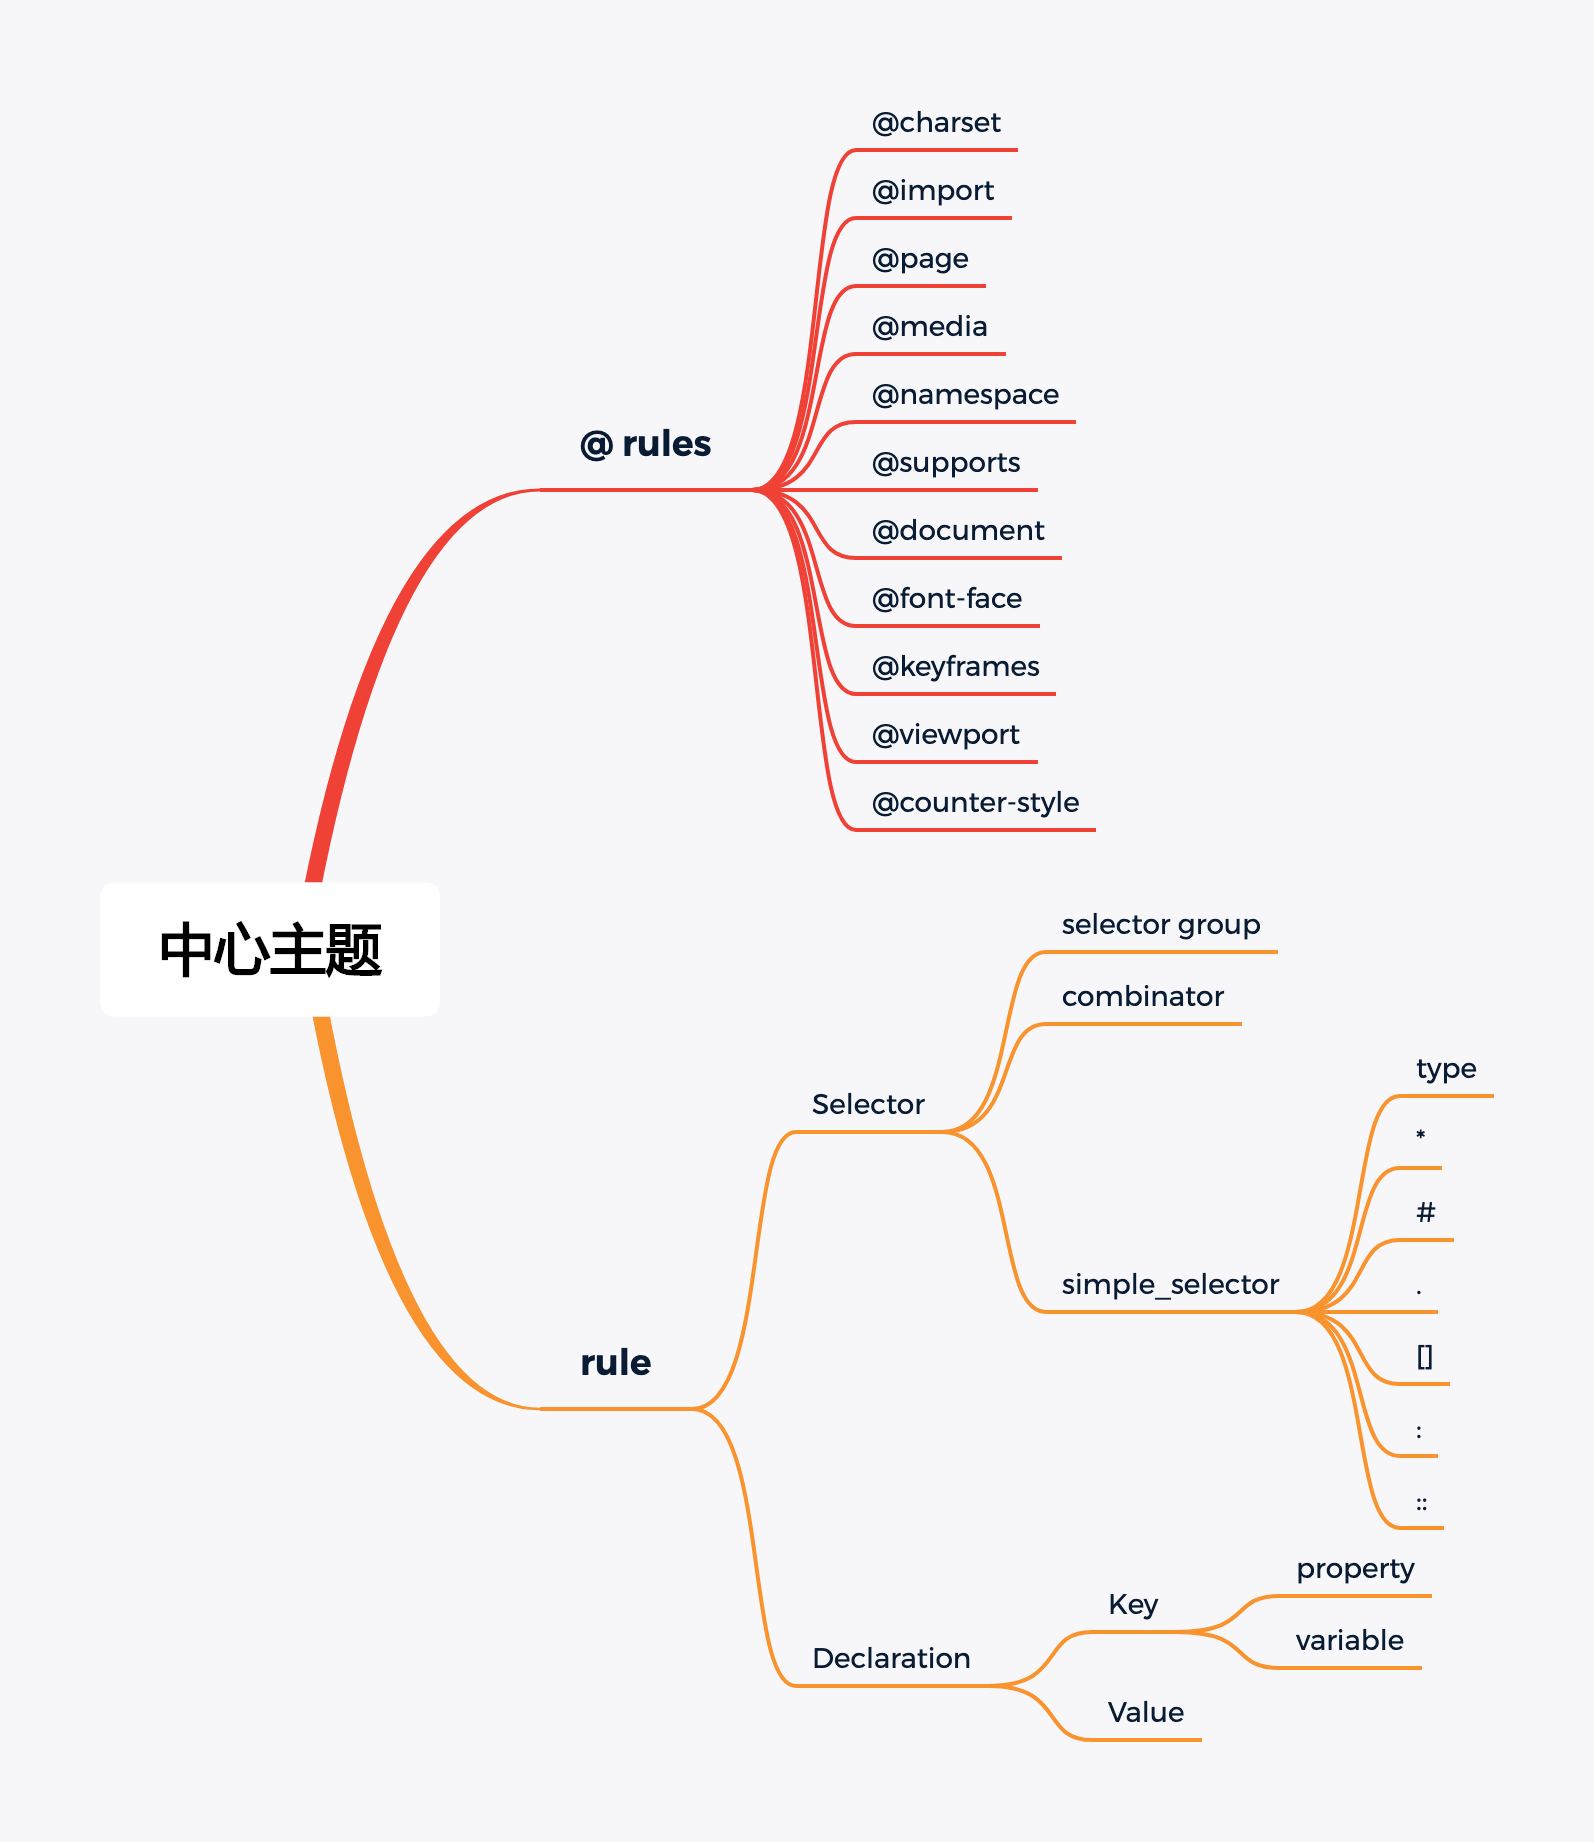 @charset
@import
@page
@media
@namespace
@ rules
@supports
@document
@font-face
@keyframes
@viewport
@counter-style
中心主题
selector group
combinator
Selector
type
*
#
simple_selector
.
[]
:
::
rule
property
Key
variable
Declaration
Value